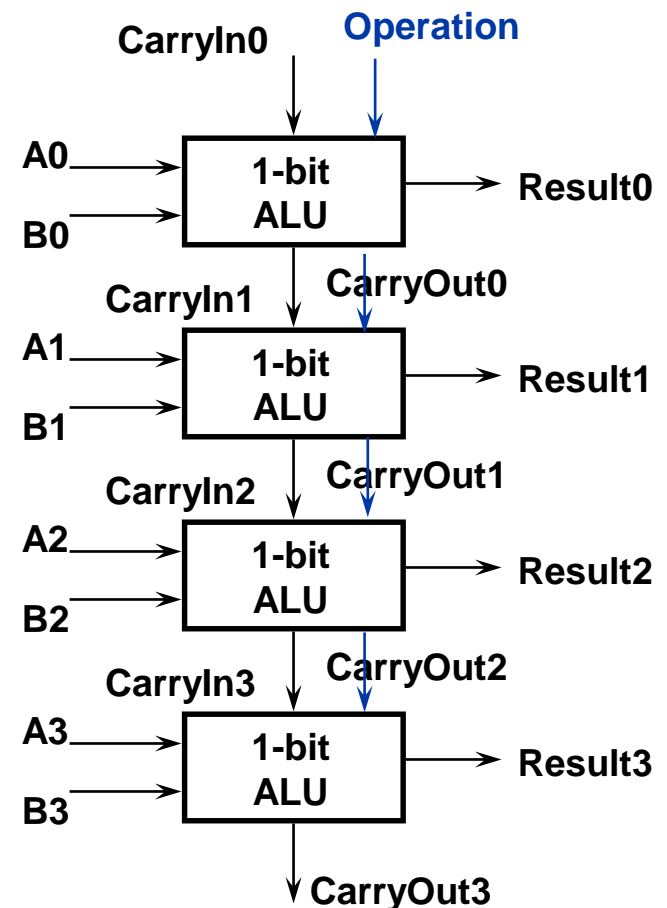 CarryIn0
Operation
A0
B0
1-bit
ALU
Result0
CarryIn1
CarryOut0
A1
B1
1-bit
ALU
Result1
CarryIn2
CarryOut1
A2
B2
1-bit
ALU
Result2
CarryIn3
CarryOut2
A3
B3
1-bit
ALU
Result3
CarryOut3